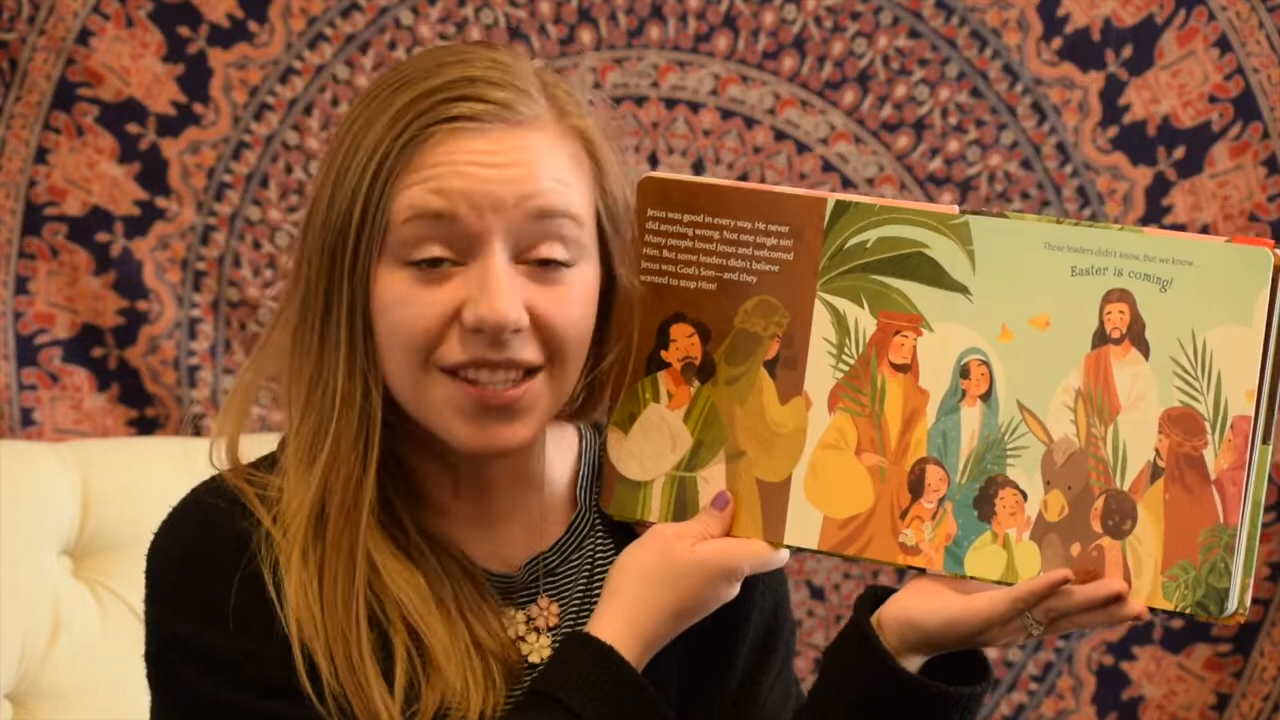 Jesus was good in every way. He never
did anything wrong. Not one single sin!
Many people loved Jesus and welcomed
Him. But some leaders didn't believe
Jesus was God's Son—and they
wanted to stop Him!
Those leaders didn't know. But we know . . .
Easter is coming!